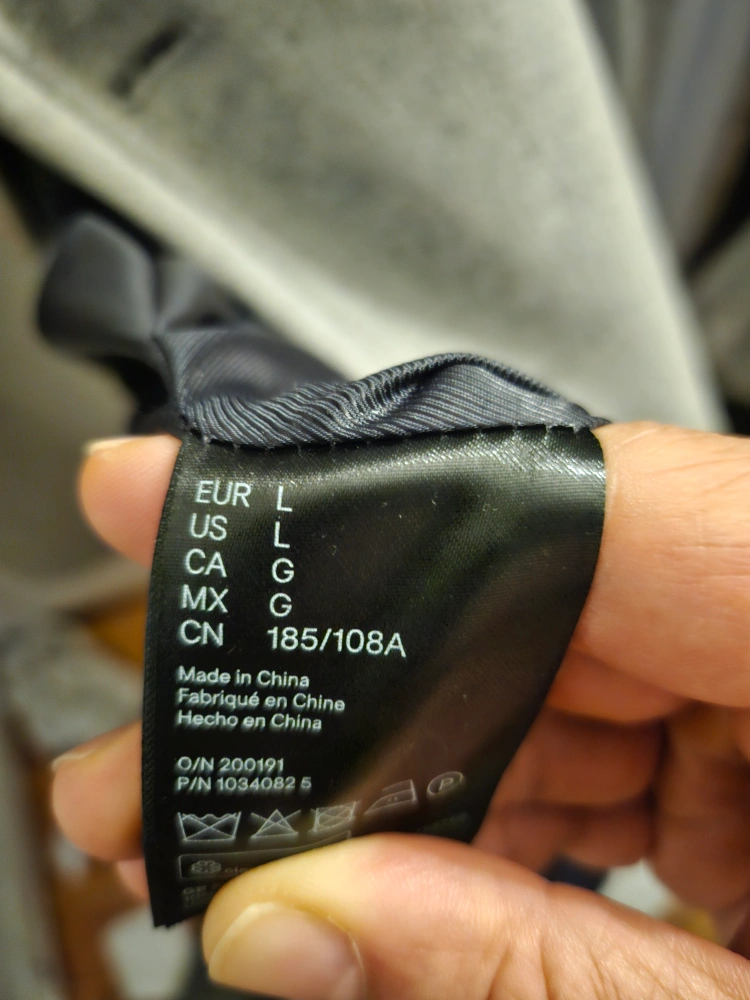 EUR L
US L
CA G
MX G
CN 185/108A
Made in China
Fabriqué en Chine
Hecho en China
O/N 200191
P/N 1034082 5
P